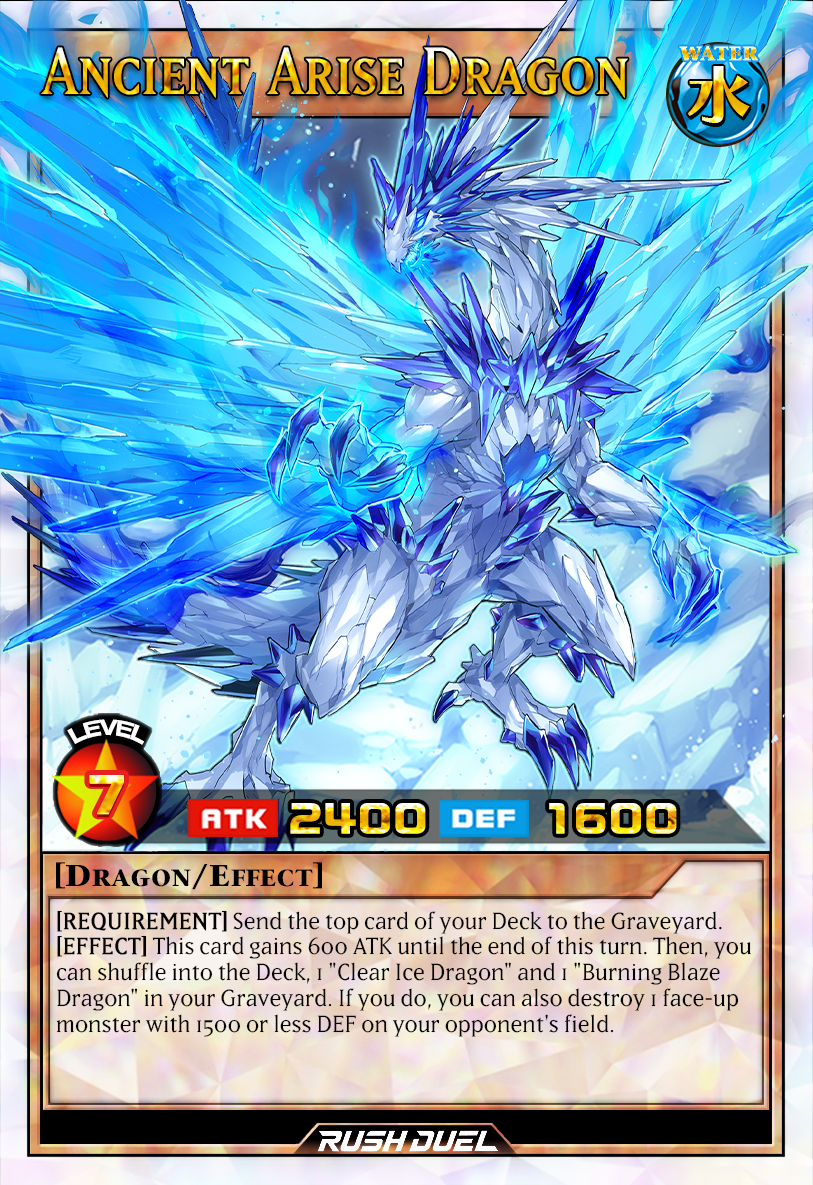 Ancient Arise Dragon
WATER
水
LEVEL
7
ATK 2400 DEF 1600
[Dragon/Effect]
[REQUIREMENT] Send the top card of your Deck to the Graveyard.
[EFFECT] This card gains 600 ATK until the end of this turn. Then, you
can shuffle into the Deck, 1 "Clear Ice Dragon" and 1 "Burning Blaze
Dragon" in your Graveyard. If you do, you can also destroy 1 face-up
monster with 1500 or less DEF on your opponent's field.
RUSH DUEL